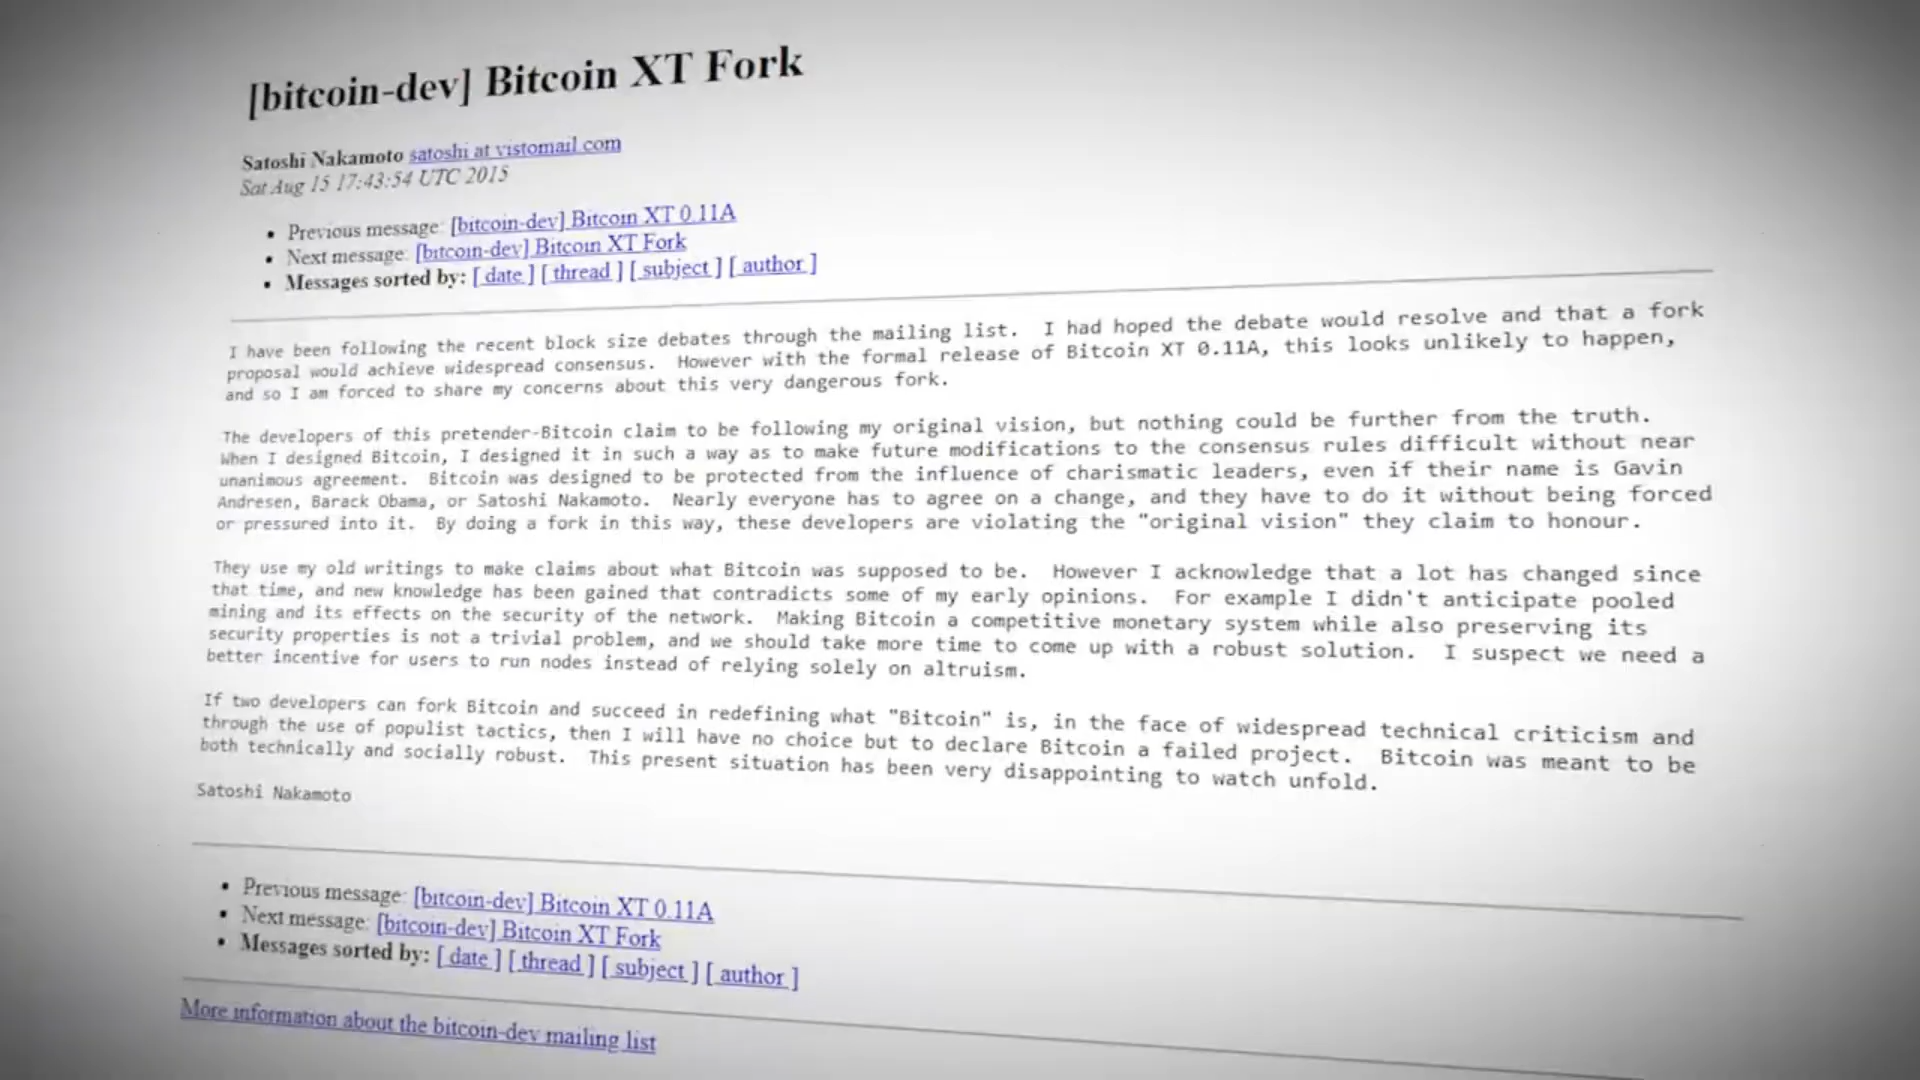 [bitcoin-dev] Bitcoin XT Fork
Satoshi Nakamoto satoshi at vistomail.com
Sat Aug 15 17:43:54 UTC 2015
• Previous message: [bitcoin-dev] Bitcoin XT 0.11A
• Next message: [bitcoin-dev] Bitcoin XT Fork
• Messages sorted by: [ date ] [ thread ] [ subject ] [ author ]
I have been following the recent block size debates through the mailing list.  I had hoped the debate would resolve and that a fork
proposal would achieve widespread consensus.  However with the formal release of Bitcoin XT 0.11A, this looks unlikely to happen,
and so I am forced to share my concerns about this very dangerous fork.
The developers of this pretender-Bitcoin claim to be following my original vision, but nothing could be further from the truth.
When I designed Bitcoin, I designed it in such a way as to make future modifications to the consensus rules difficult without near
unanimous agreement.  Bitcoin was designed to be protected from the influence of charismatic leaders, even if their name is Gavin
Andresen, Barack Obama, or Satoshi Nakamoto.  Nearly everyone has to agree on a change, and they have to do it without being forced
or pressured into it.  By doing a fork in this way, these developers are violating the "original vision" they claim to honour.
They use my old writings to make claims about what Bitcoin was supposed to be.  However I acknowledge that a lot has changed since
that time, and new knowledge has been gained that contradicts some of my early opinions.  For example I didn't anticipate pooled
mining and its effects on the security of the network.  Making Bitcoin a competitive monetary system while also preserving its
security properties is not a trivial problem, and we should take more time to come up with a robust solution.  I suspect we need a
better incentive for users to run nodes instead of relying solely on altruism.
If two developers can fork Bitcoin and succeed in redefining what "Bitcoin" is, in the face of widespread technical criticism and
through the use of populist tactics, then I will have no choice but to declare Bitcoin a failed project.  Bitcoin was meant to be
both technically and socially robust.  This present situation has been very disappointing to watch unfold.
Satoshi Nakamoto
• Previous message: [bitcoin-dev] Bitcoin XT 0.11A
• Next message: [bitcoin-dev] Bitcoin XT Fork
• Messages sorted by: [ date ] [ thread ] [ subject ] [ author ]
More information about the bitcoin-dev mailing list